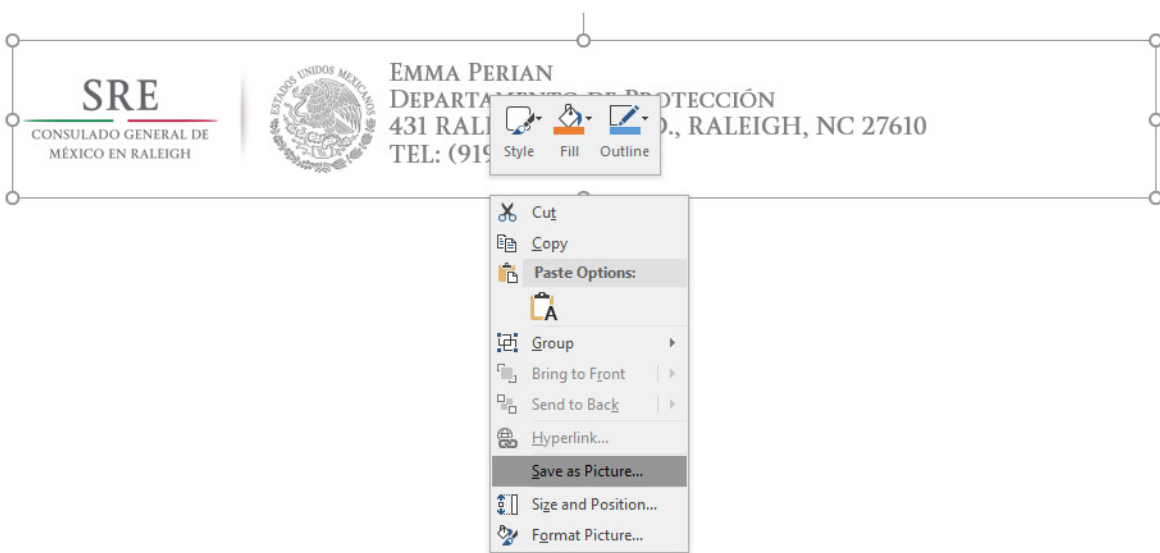 SRE
CONSULADO GENERAL DE
MÉXICO EN RALEIGH
ESTADOS UNIDOS MEXICANOS
EMMA PERIAN
DEPARTAMENTO DE PROTECCIÓN
431 RALEIGH, NC 27610
TEL: (919
Style Fill Outline
Cut
Copy
Paste Options:
A
Group
Bring to Front
Send to Back
Hyperlink...
Save as Picture...
Size and Position...
Format Picture...